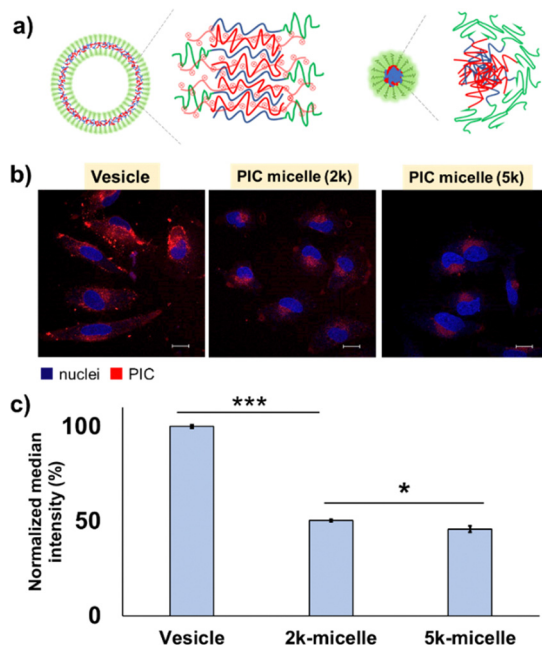 a)
b)
Vesicle
PIC micelle (2k)
PIC micelle (5k)
nuclei PIC
c)
Normalized median
intensity (%)
100
50
0
***
*
Vesicle
2k-micelle
5k-micelle